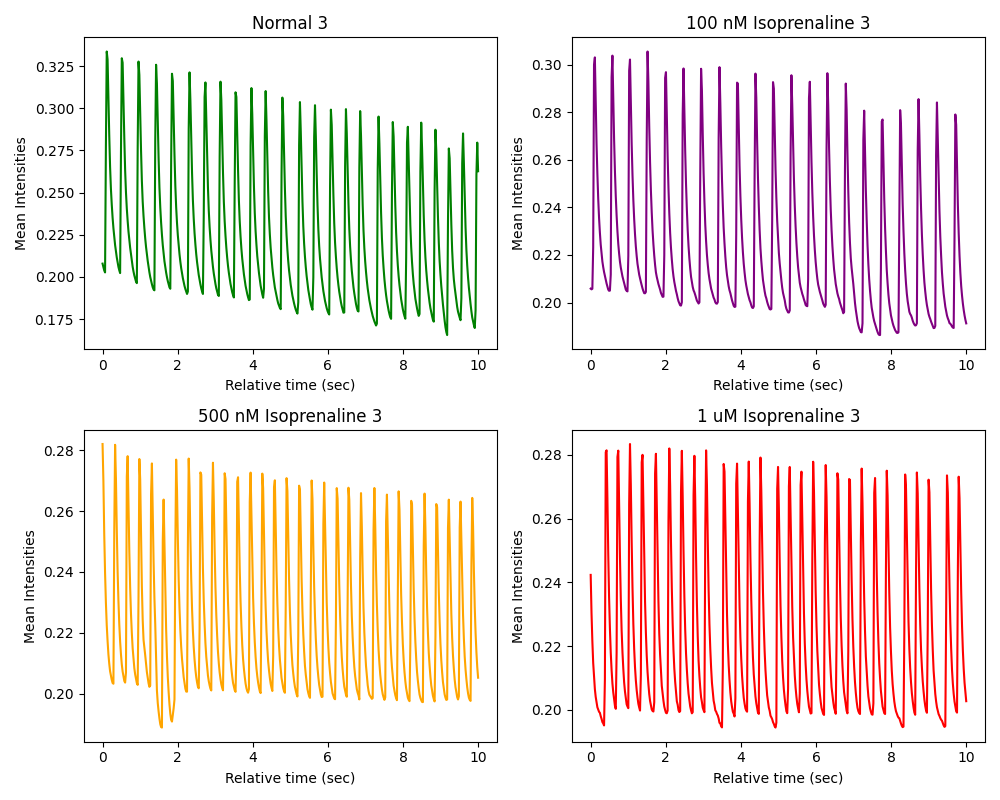 Normal 3
Mean Intensities
0.325
0.300
0.275
0.250
0.225
0.200
0.175
0 2 4 6 8 10
Relative time (sec)
100 nM Isoprenaline 3
Mean Intensities
0.30
0.28
0.26
0.24
0.22
0.20
0 2 4 6 8 10
Relative time (sec)
500 nM Isoprenaline 3
Mean Intensities
0.28
0.26
0.24
0.22
0.20
0 2 4 6 8 10
Relative time (sec)
1 uM Isoprenaline 3
Mean Intensities
0.28
0.26
0.24
0.22
0.20
0 2 4 6 8 10
Relative time (sec)